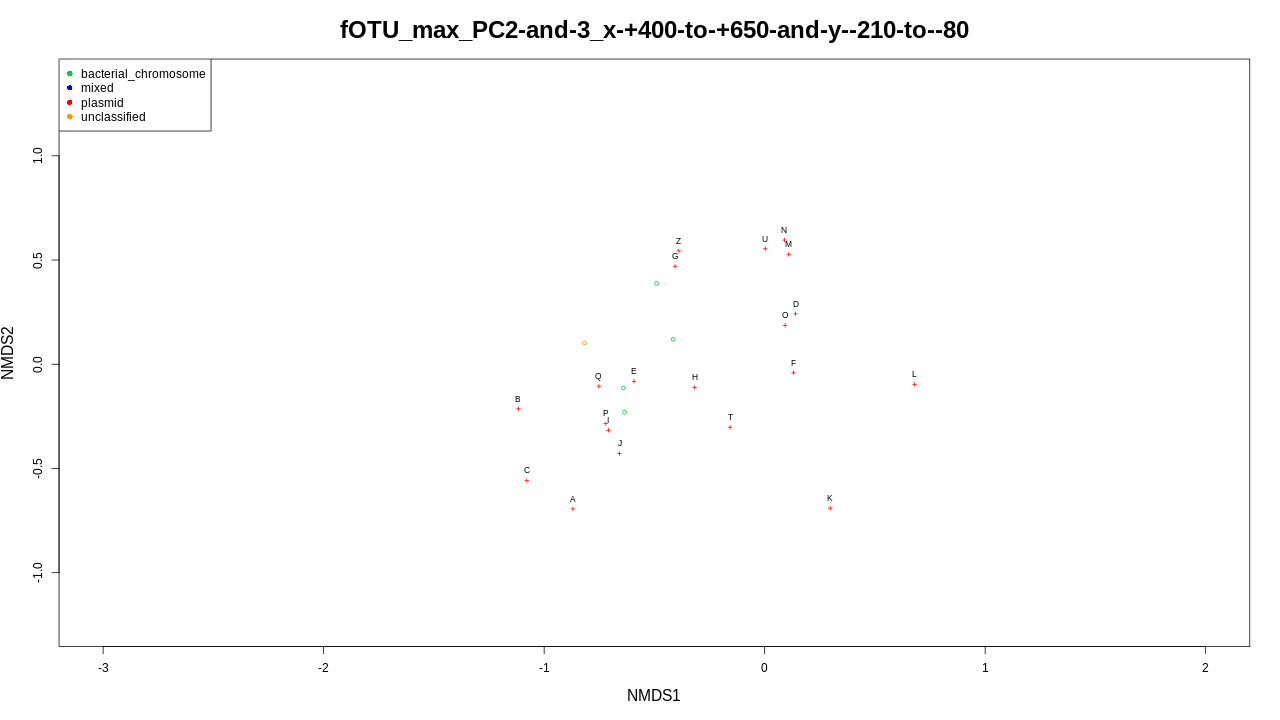 fOTU_max_PC2-and-3_x-+400-to-+650-and-y--210-to--80
bacterial_chromosome
mixed
plasmid
unclassified
NMDS2
1.0
0.5
0.0
-0.5
-1.0
N
U
M
Z
G
D
O
F
E
L
Q
H
B
P
I
T
J
C
A
K
-3
-2
-1
0
1
2
NMDS1